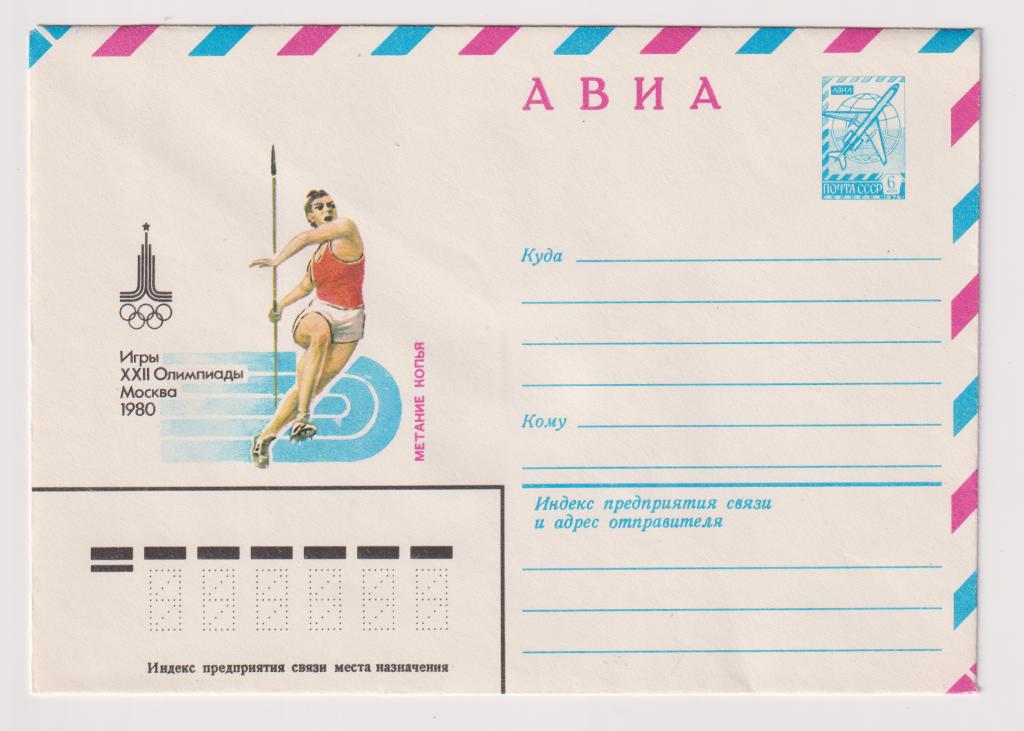 АВИА
АВИА
ПОЧТА СССР
6
Игры
XXII Олимпиады
Москва
1980
МЕТАНИЕ КОПЬЯ
Куда
Кому
Индекс предприятия связи
и адрес отправителя
Индекс предприятия связи места назначения